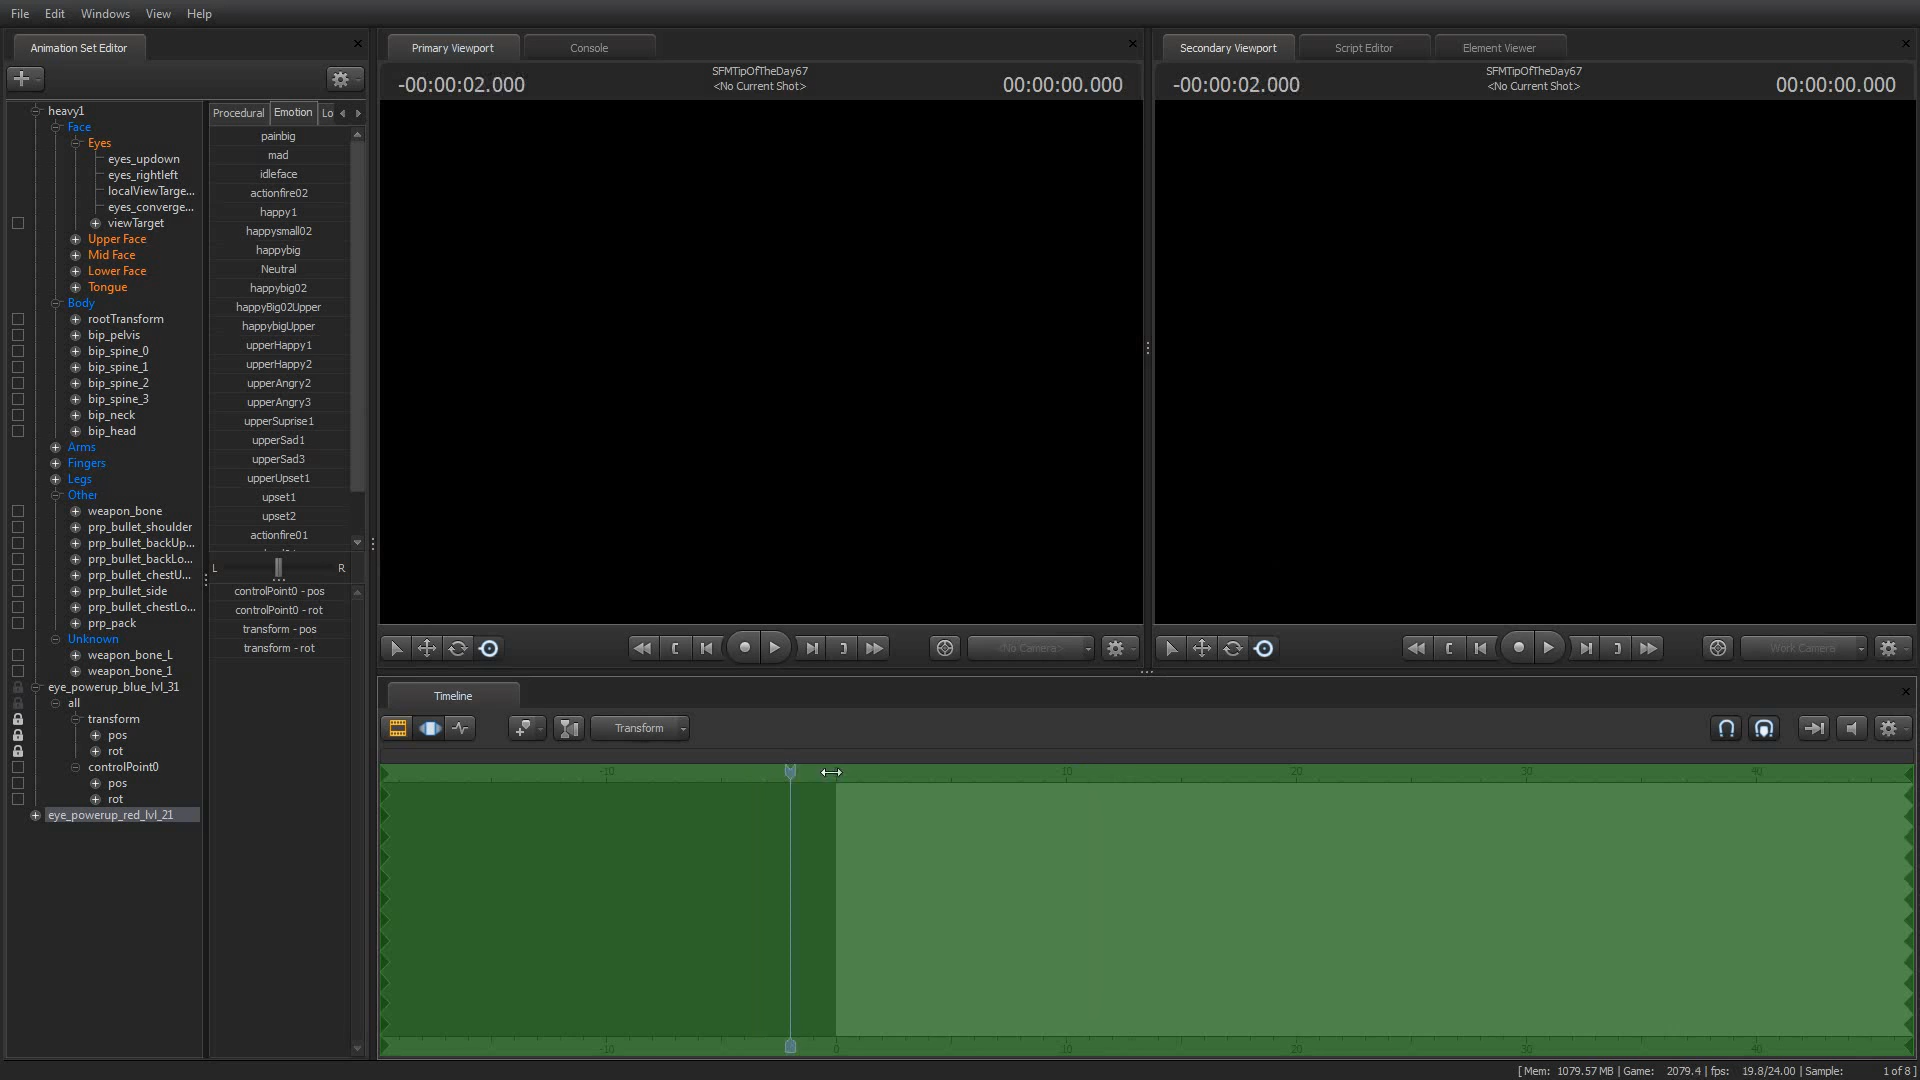 File Edit Windows View Help
Animation Set Editor
heavy1
Face
Eyes
eyes_updown
eyes_rightleft
localViewTarge...
eyes_converge...
viewTarget
Upper Face
Mid Face
Lower Face
Tongue
Body
rootTransform
bip_pelvis
bip_spine_0
bip_spine_1
bip_spine_2
bip_spine_3
bip_neck
bip_head
Arms
Fingers
Legs
Other
weapon_bone
prp_bullet_shoulder
prp_bullet_backUp...
prp_bullet_backLo...
prp_bullet_chestU...
prp_bullet_side
prp_bullet_chestLo...
prp_pack
Unknown
weapon_bone_L
weapon_bone_1
eye_powerup_blue_lvl_31
all
transform
pos
rot
controlPoint0
pos
rot
eye_powerup_red_lvl_21
Procedural Emotion Lo
painbig
mad
idleface
actionfire02
happy1
happysmall02
happybig
Neutral
happybig02
happyBig02Upper
happybigUpper
upperHappy1
upperHappy2
upperAngry2
upperAngry3
upperSuprise1
upperSad1
upperSad3
upperUpset1
upset1
upset2
actionfire01
L R
controlPoint0 - pos
controlPoint0 - rot
transform - pos
transform - rot
Primary Viewport Console
-00:00:02.000 SFMTipOfTheDay67 00:00:00.000
<No Current Shot>
<No Camera>
Secondary Viewport Script Editor Element Viewer
-00:00:02.000 SFMTipOfTheDay67 00:00:00.000
<No Current Shot>
Work Camera
Timeline
Transform
-10 10 20 30 40
-10 0 10 20 30 40
[ Mem: 1079.57 MB | Game: 2079.4 | fps: 19.8/24.00 | Sample: 1 of 8 ]